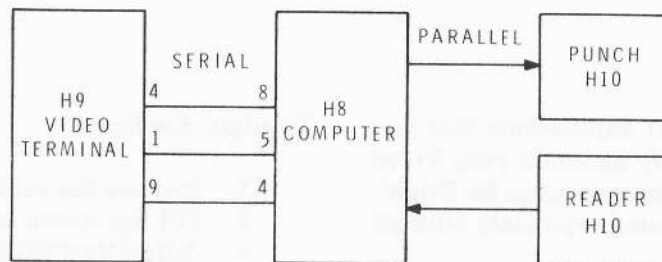 H9
VIDEO
TERMINAL
SERIAL
4 8
1 5
9 4
H8
COMPUTER
PARALLEL
PUNCH
H10
READER
H10